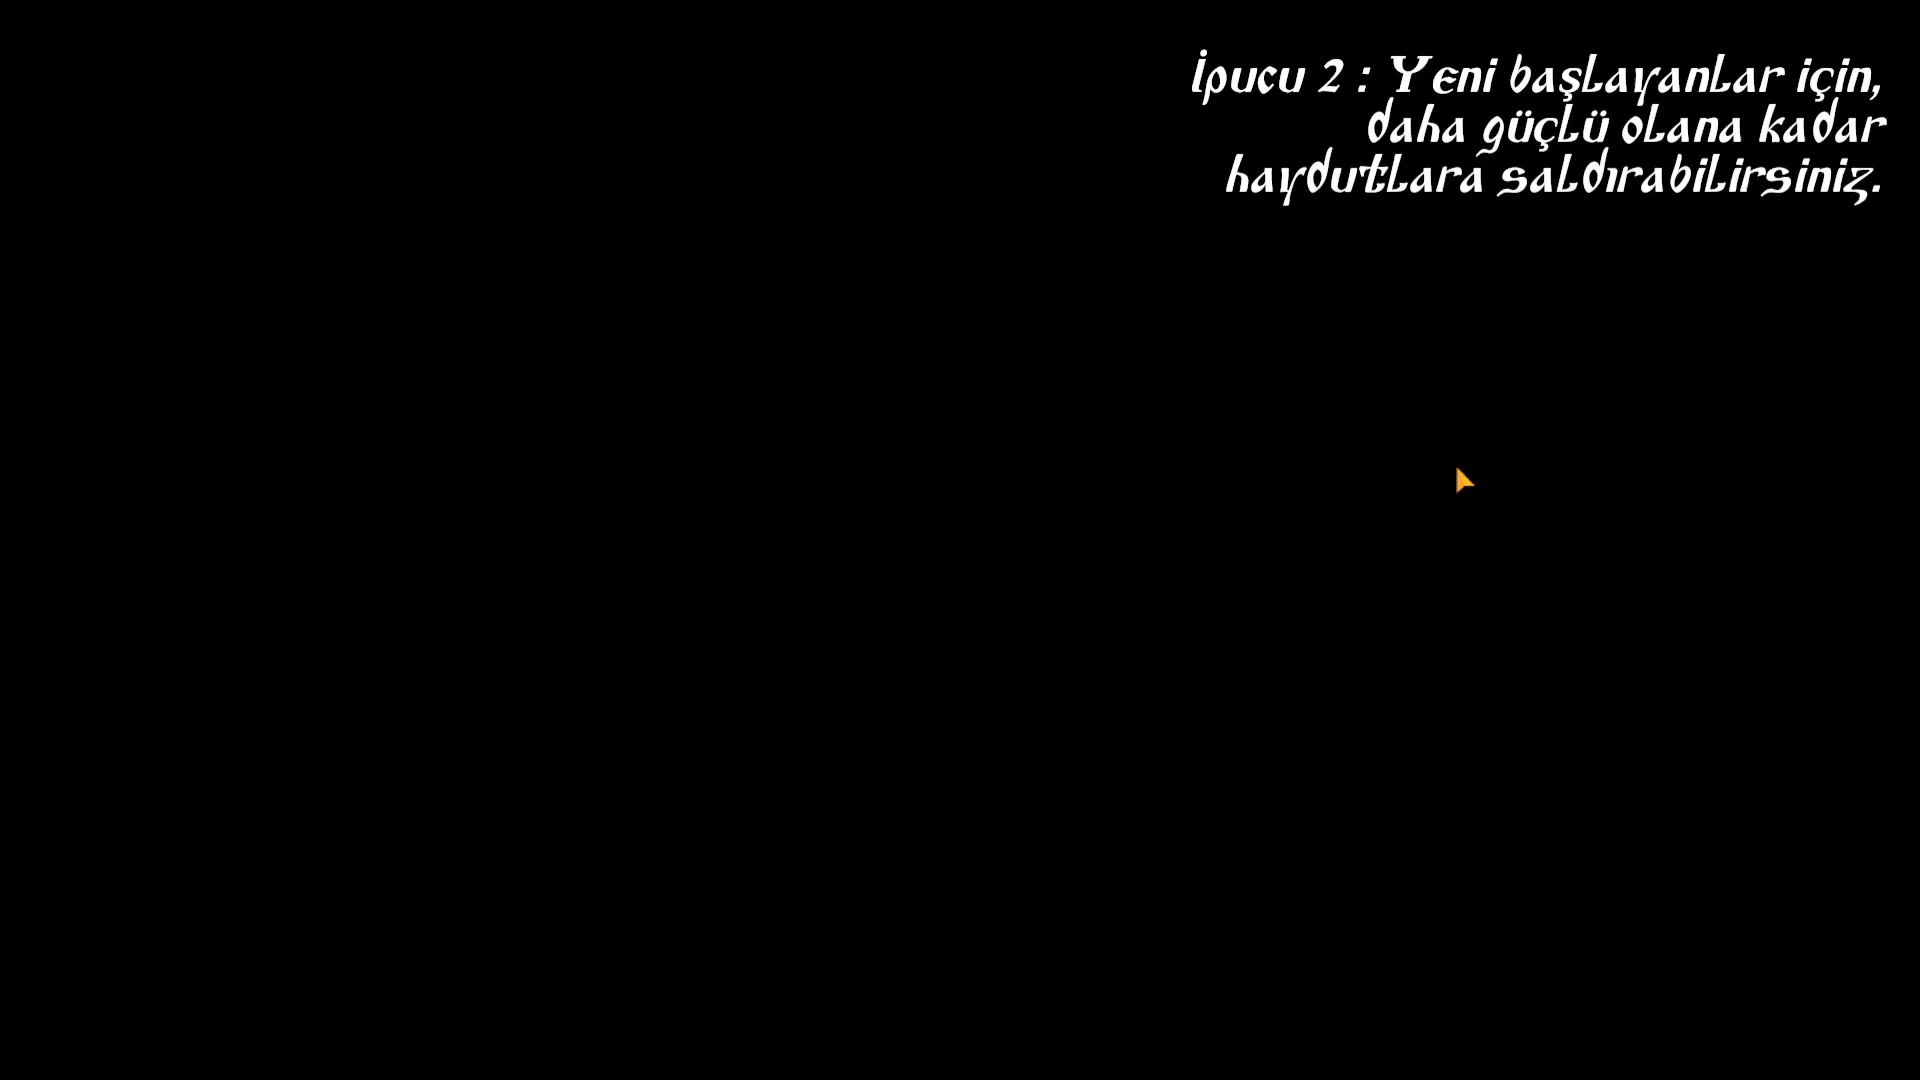 İpucu 2 : Yeni başlayanlar için,
daha güçlü olana kadar
haydutlara saldırabilirsiniz.